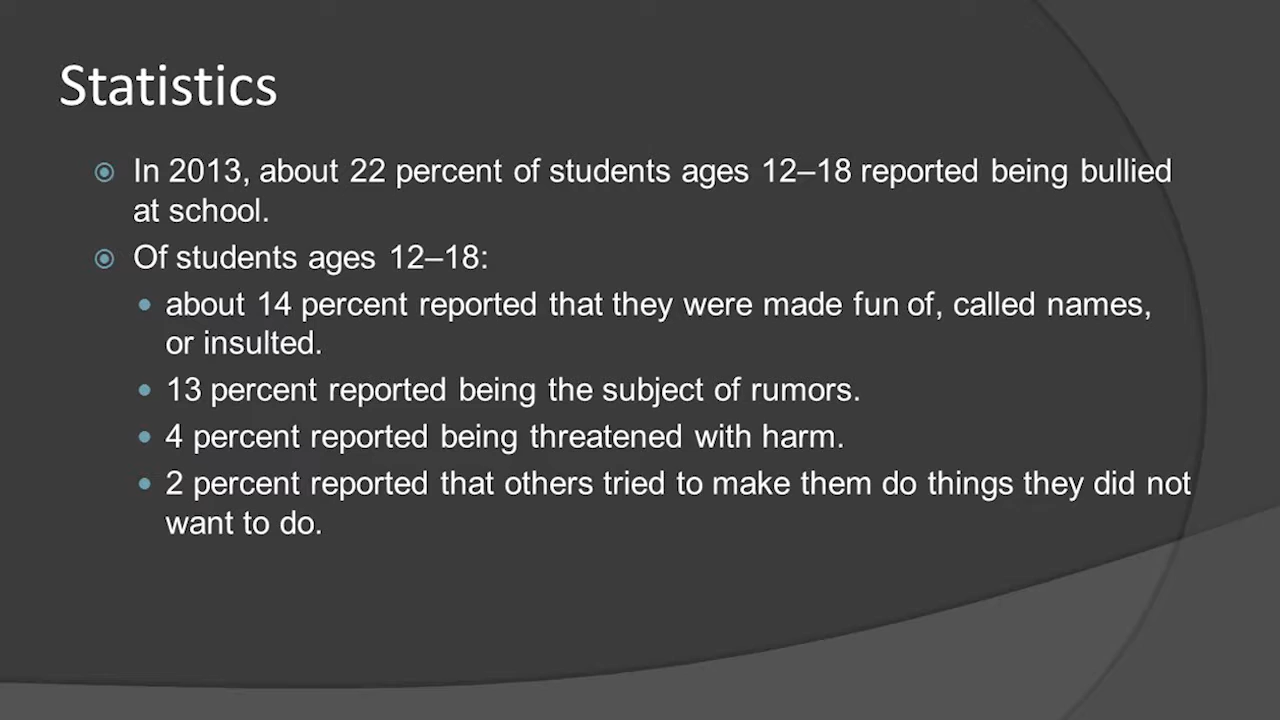 Statistics
In 2013, about 22 percent of students ages 12–18 reported being bullied
at school.
Of students ages 12–18:
about 14 percent reported that they were made fun of, called names,
or insulted.
13 percent reported being the subject of rumors.
4 percent reported being threatened with harm.
2 percent reported that others tried to make them do things they did not
want to do.